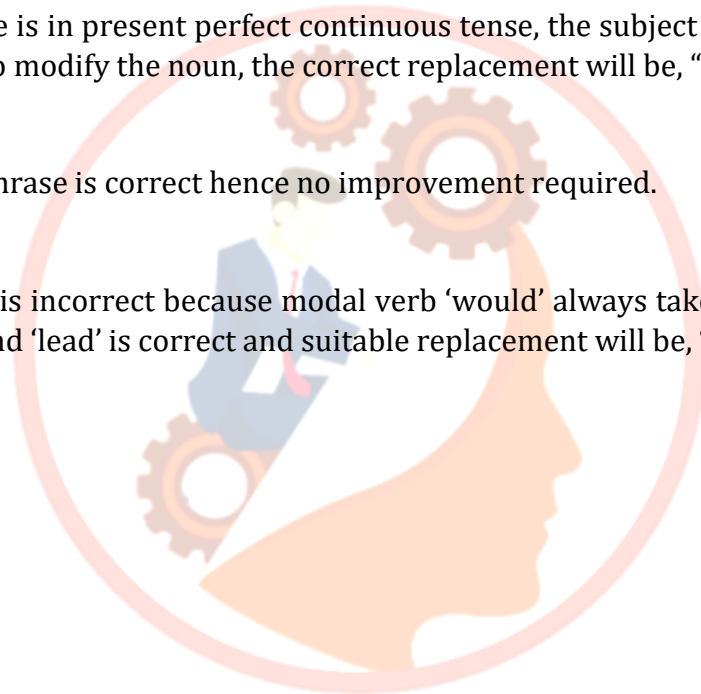 e is in present perfect continuous tense, the subject
o modify the noun, the correct replacement will be, “
hrase is correct hence no improvement required.
is incorrect because modal verb ‘would’ always tak
nd ‘lead’ is correct and suitable replacement will be, ‘